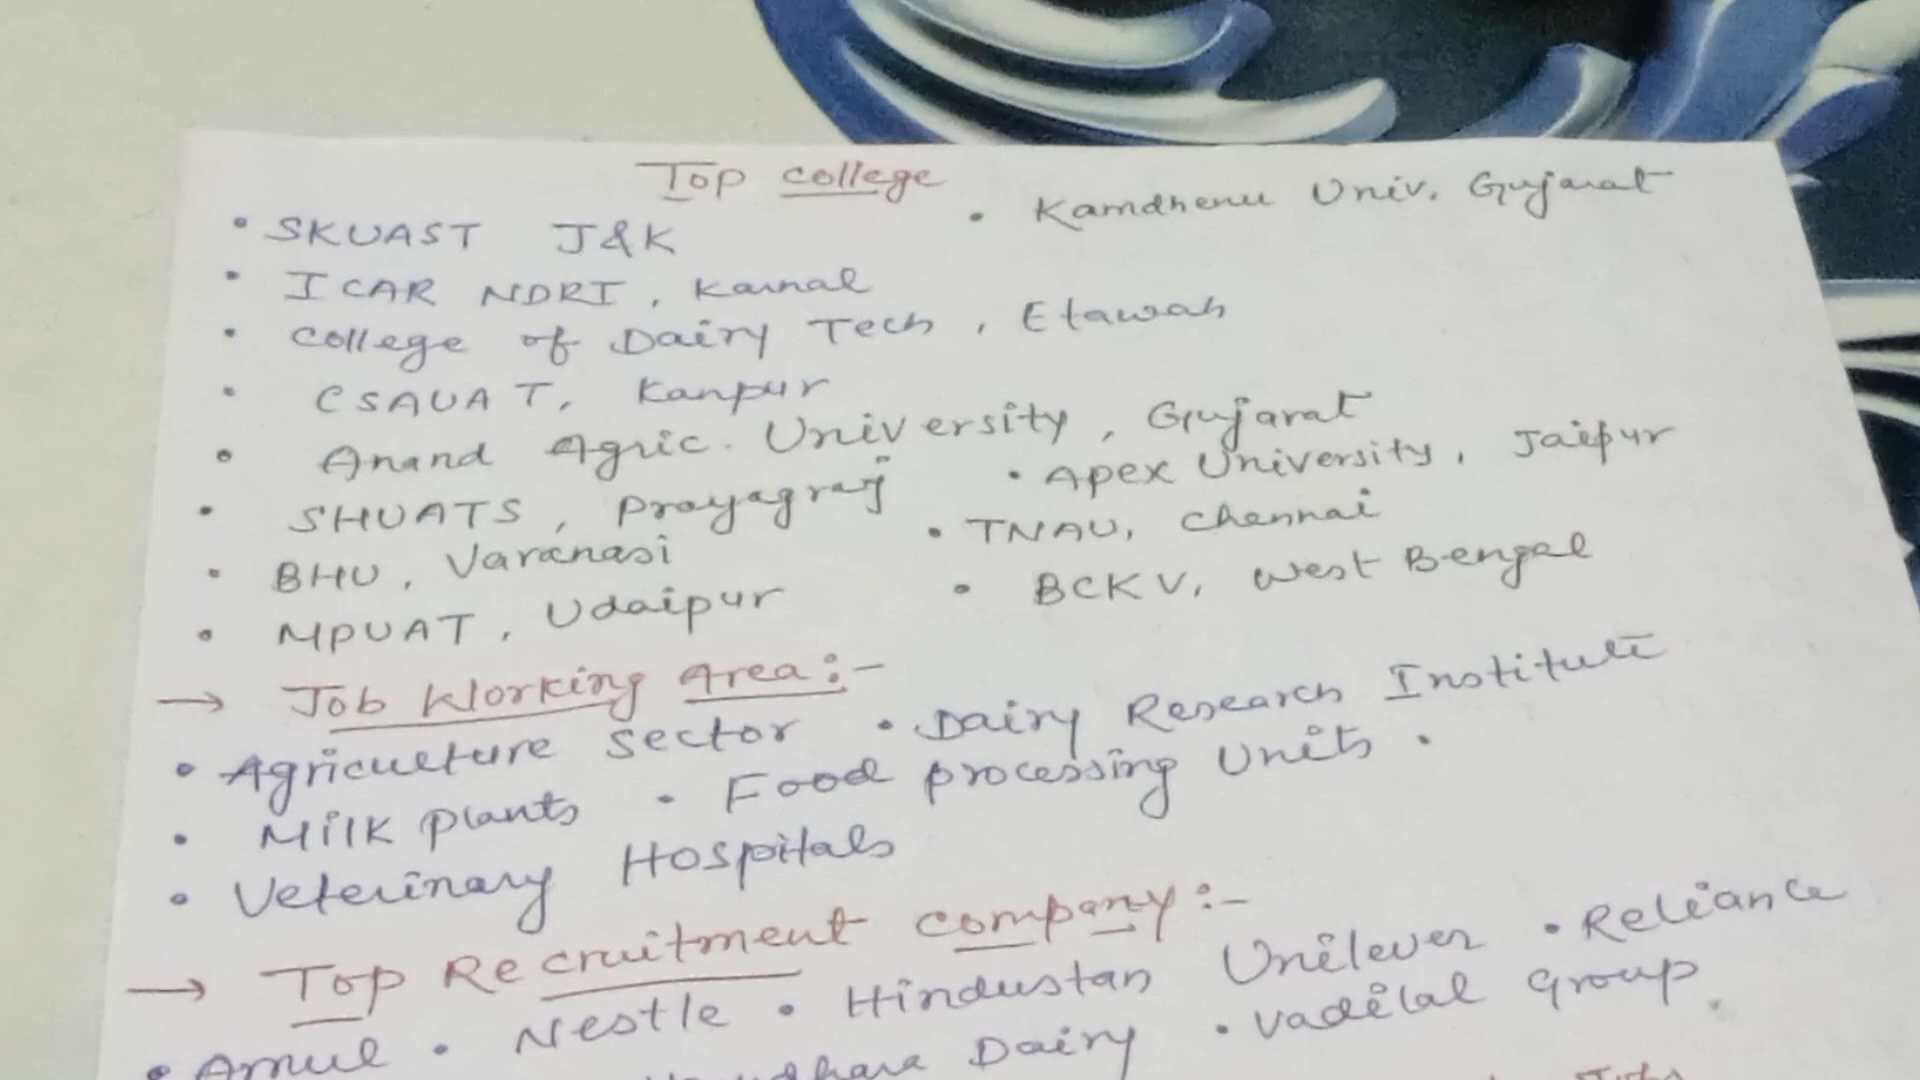 Top college
• SKUAST J&K • Kamdhenu Univ. Gujarat
• ICAR NDRI, Karnal
• College of Dairy Tech, Etawah
• CSAUAT, Kanpur
• Anand Agric. University, Gujarat
• SHUATS, Prayagraj • Apex University, Jaipur
• BHU, Varanasi • TNAU, Chennai
• MPUAT, Udaipur • BCKV, West Bengal
→ Job Working Area:-
• Agriculture Sector • Dairy Research Institute
• Milk plants • Food processing Units •
• Veterinary Hospitals
→ Top Recruitment company:-
• Amul • Nestle • Hindustan Unilever • Reliance
Dairy • Vadilal Group